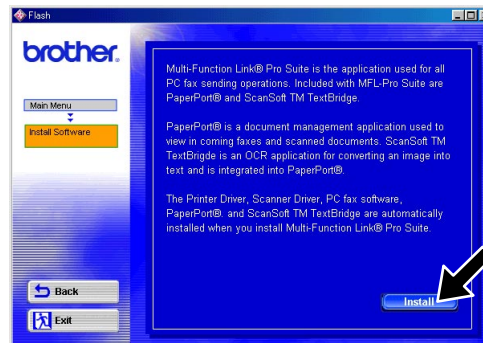 Flash
brother.
Main Menu
Install Software
Multi-Function Link® Pro Suite is the application used for all
PC fax sending operations. Included with MFL-Pro Suite are
PaperPort® and ScanSoft TM TextBridge.
PaperPort® is a document management application used to
view in coming faxes and scanned documents. ScanSoft TM
TextBrigde is an OCR application for converting an image into
text and is integrated into PaperPort®.
The Printer Driver, Scanner Driver, PC fax software,
PaperPort®. and ScanSoft TM TextBridge are automatically
installed when you install Multi-Function Link® Pro Suite.
Back
Install
Exit